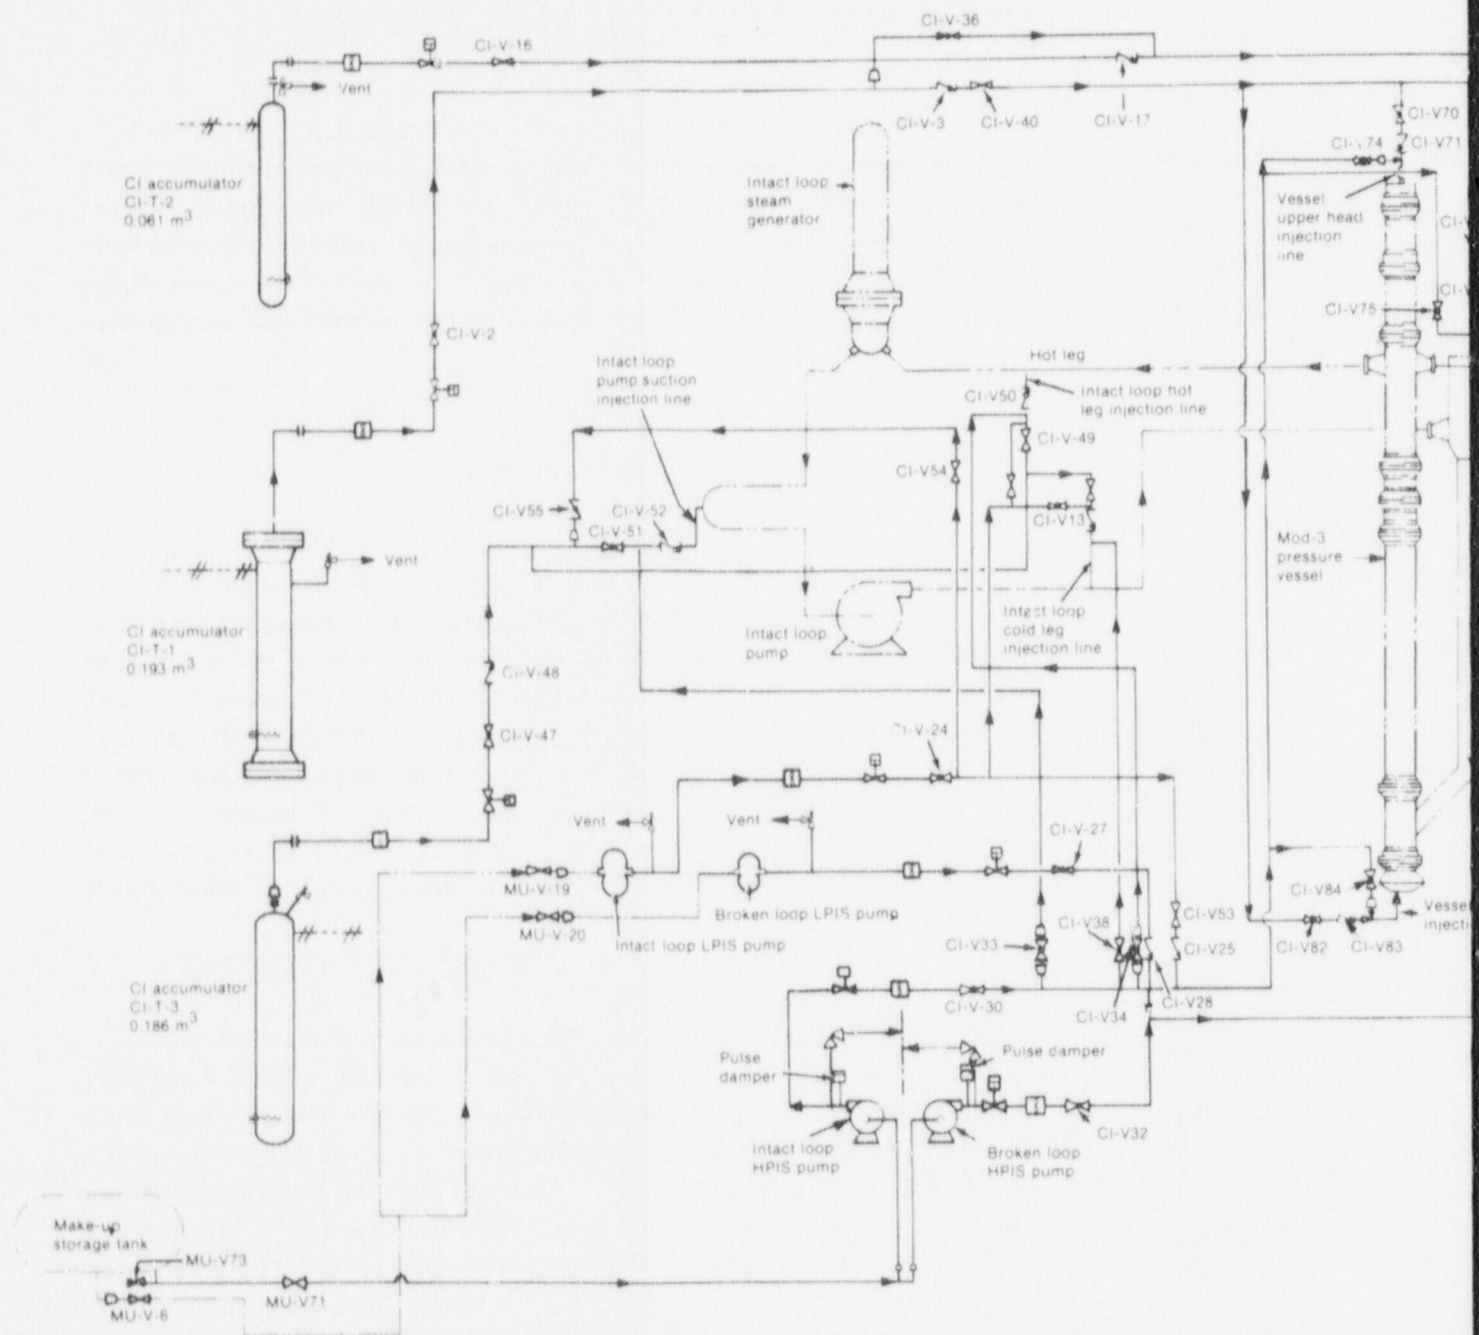 CI-V-36
CI-V-16
Vent
CI-V-3
CI-V-40
CI-V-17
CI-V70
CI-V71
CI accumulator
CI-T-2
0.061 m³
Intact loop
steam
generator
Vessel
upper head
injection
line
CI-V75
CI-V-2
Intact loop
pump suction
injection line
Hot leg
CI-V50
Intact loop hot
leg injection line
CI-V-49
CI-V54
CI-V55
CI-V-52
CI-V-51
CI-V13
Mod-3
pressure
vessel
Vent
CI accumulator
CI-T-1
0.193 m³
Intact loop
pump
Intact loop
cold leg
injection line
CI-V-48
CI-V-47
Vent
Vent
CI-V-27
MU-V-19
MU-V-20
Broken loop LPIS pump
Intact loop LPIS pump
CI-V84
CI-V53
CI-V38
CI-V33
CI-V25
CI-V82
CI-V83
CI accumulator
CI-T-3
0.186 m³
CI-V-30
CI-V34
CI-V28
Pulse
damper
Pulse damper
CI-V32
Intact loop
HPIS pump
Broken loop
HPIS pump
Make-up
storage tank
MU-V73
MU-V71
MU-V-6